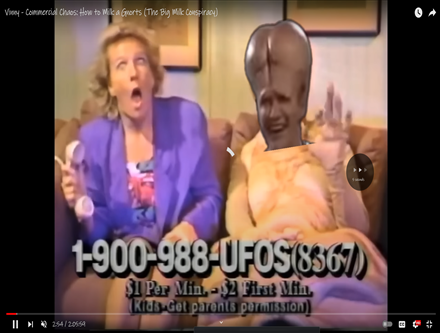 Vinny - Commercial Chaos: How to Milk a Gnorts (The Big Milk Conspiracy)
1-900-988-UFOS(8367)
$1 Per Min. - $2 First Min.
(Kids-Get parents permission)
2:54 / 2:05:59